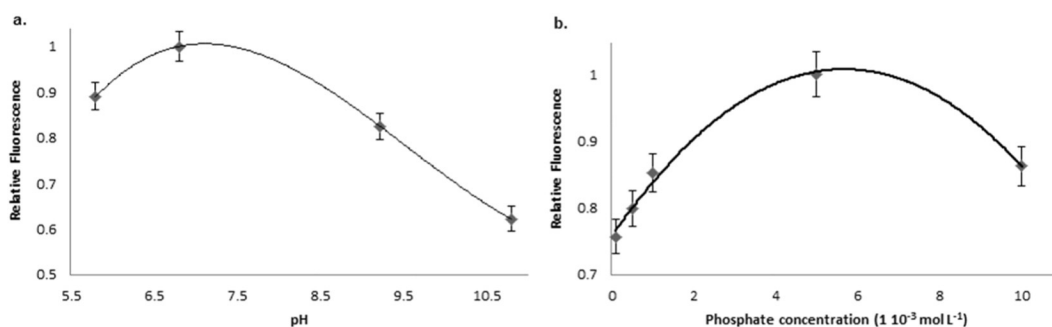 a.
1
0.9
0.8
0.7
0.6
0.5
Relative Fluorescence
5.5 6.5 7.5 8.5 9.5 10.5
pH
b.
1
0.9
0.8
0.7
Relative Fluorescence
0 2 4 6 8 10
Phosphate concentration (1 10⁻³ mol L⁻¹)